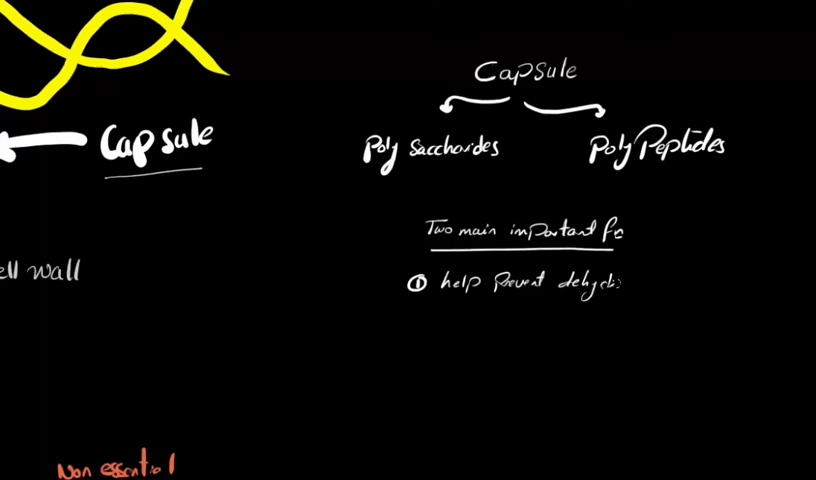 Capsule
Poly Saccharides
Poly Peptides
Capsule
Two main important
ell wall
① help prevent
Non essential